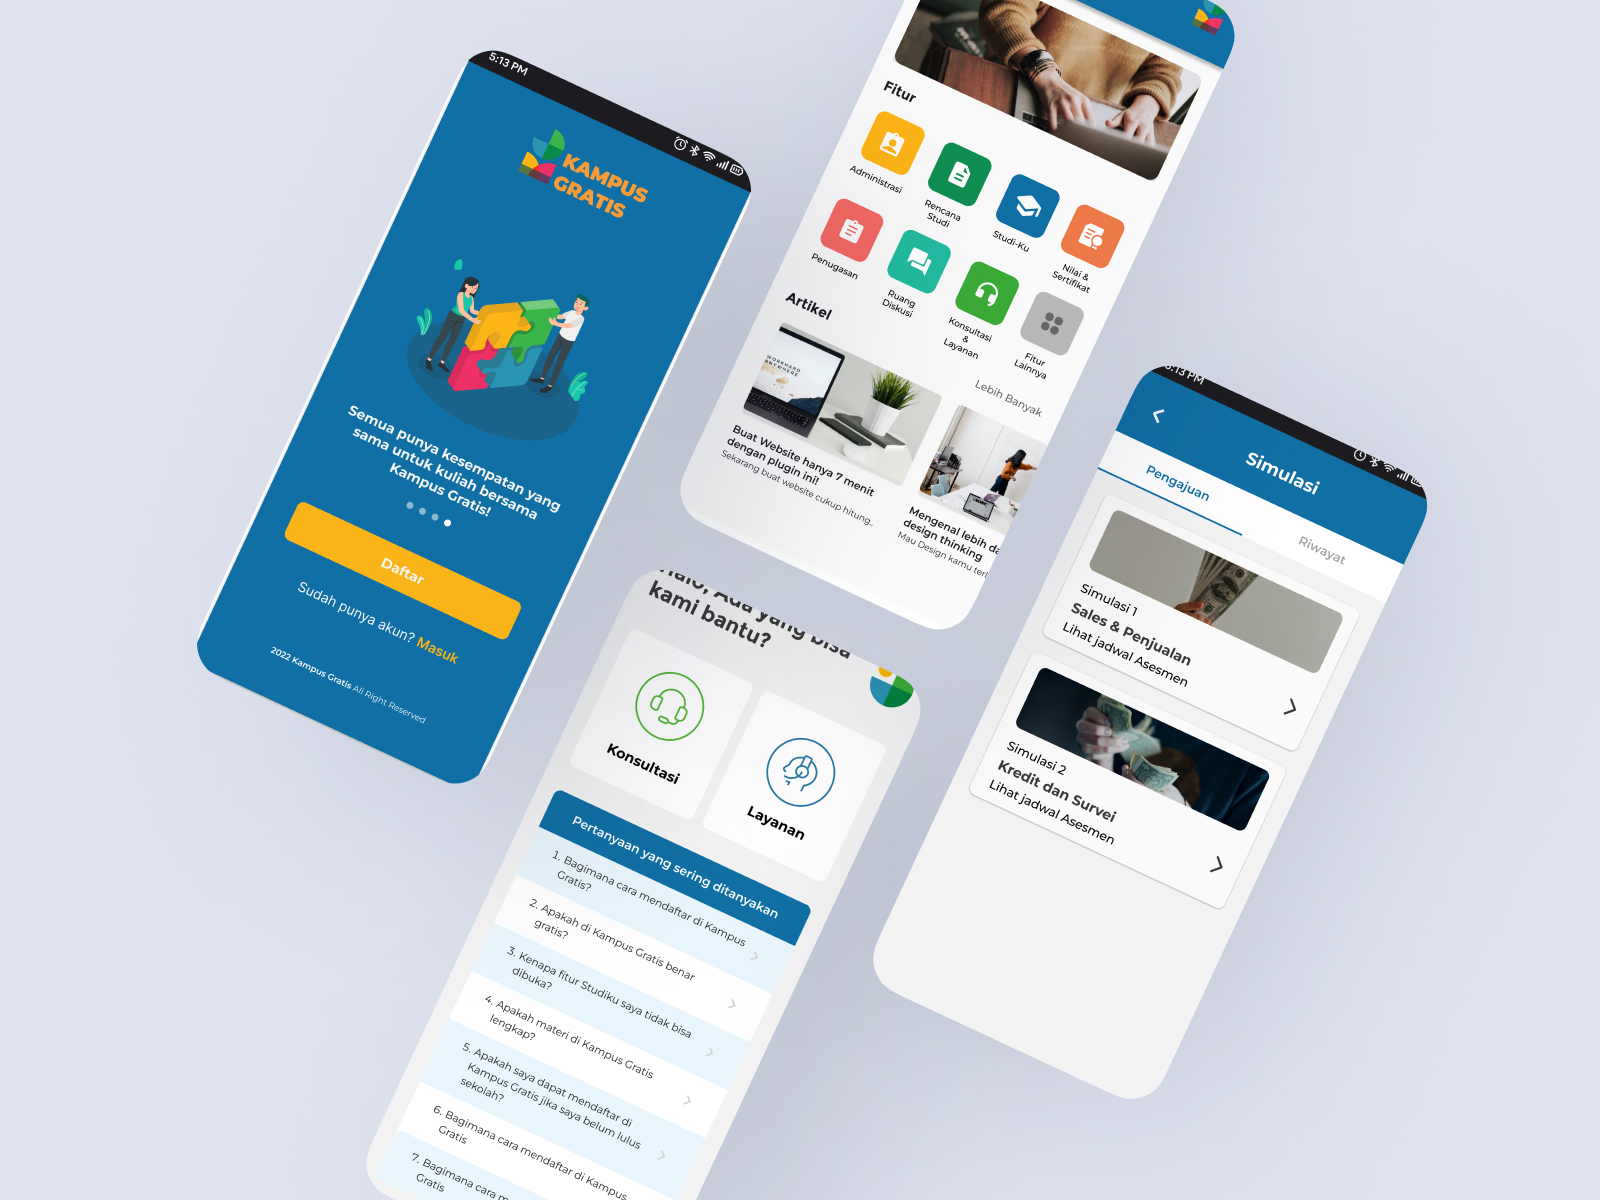 5:13 PM
KAMPUS
GRATIS
Semua punya kesempatan yang
sama untuk kuliah bersama
Kampus Gratis!
Daftar
Sudah punya akun? Masuk
2022 Kampus Gratis All Right Reserved
Fitur
Administrasi
Rencana
Studi
Studi-Ku
Nilai &
Sertifikat
Penugasan
Ruang
Diskusi
Konsultasi
&
Layanan
Fitur
Lainnya
Artikel
Lebih Banyak
WORKHARD
ANYWHERE
Buat Website hanya 7 menit
dengan plugin ini!
Sekarang buat website cukup hitung..
Mengenal lebih da
design thinking
Mau Design kamu terl
Halo, Ada yang bisa
kami bantu?
Konsultasi
Layanan
Pertanyaan yang sering ditanyakan
1. Bagimana cara mendaftar di Kampus
Gratis?
2. Apakah di Kampus Gratis benar
gratis?
3. Kenapa fitur Studiku saya tidak bisa
dibuka?
4. Apakah materi di Kampus Gratis
lengkap?
5. Apakah saya dapat mendaftar di
Kampus Gratis jika saya belum lulus
sekolah?
6. Bagimana cara mendaftar di Kampus
Gratis
7. Bagimana cara m
Gratis
5:13 PM
Simulasi
Pengajuan
Riwayat
Simulasi 1
Sales & Penjualan
Lihat jadwal Asesmen
Simulasi 2
Kredit dan Survei
Lihat jadwal Asesmen